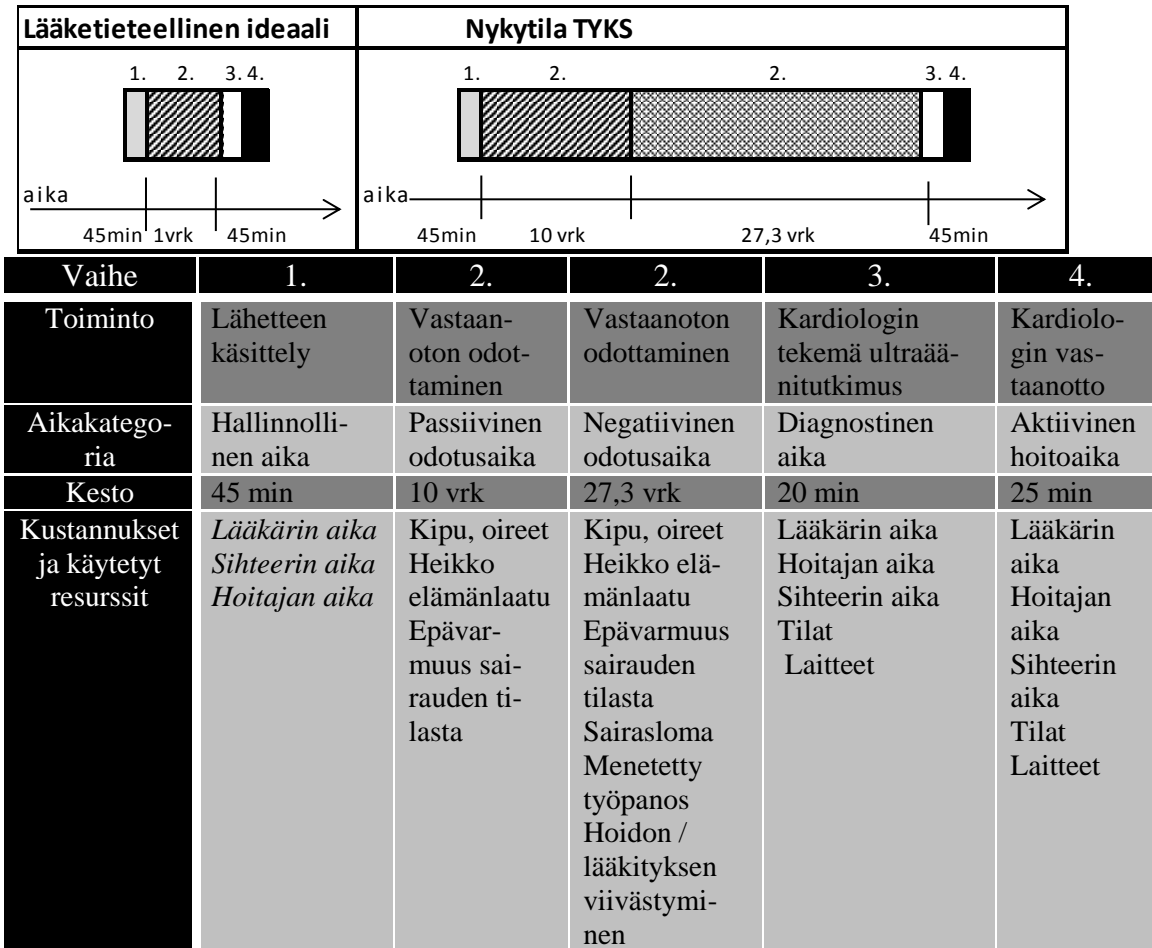 Lääketieteellinen ideaali
Nykytila TYKS
1. 2. 3. 4.
1. 2. 2. 3. 4.
aika
45min 1vrk 45min
aika
45min 10 vrk 27,3 vrk 45min
Vaihe 1. 2. 2. 3. 4.
Toiminto
Lähetteen
käsittely
Vastaan-
oton odot-
taminen
Vastaanoton
odottaminen
Kardiologin
tekemä ultraää-
nitutkimus
Kardiolo-
gin vas-
taanotto
Aikakatego-
ria
Hallinnolli-
nen aika
Passiivinen
odotusaika
Negatiivinen
odotusaika
Diagnostinen
aika
Aktiivinen
hoitoaika
Kesto 45 min 10 vrk 27,3 vrk 20 min 25 min
Kustannukset
ja käytetyt
resurssit
Lääkärin aika
Sihteerin aika
Hoitajan aika
Kipu, oireet
Heikko
elämänlaatu
Epävar-
muus sai-
rauden ti-
lasta
Kipu, oireet
Heikko elä-
mänlaatu
Epävarmuus
sairauden
tilasta
Sairasloma
Menetetty
työpanos
Hoidon /
lääkityksen
viivästymi-
nen
Lääkärin aika
Hoitajan aika
Sihteerin aika
Tilat
Laitteet
Lääkärin
aika
Hoitajan
aika
Sihteerin
aika
Tilat
Laitteet